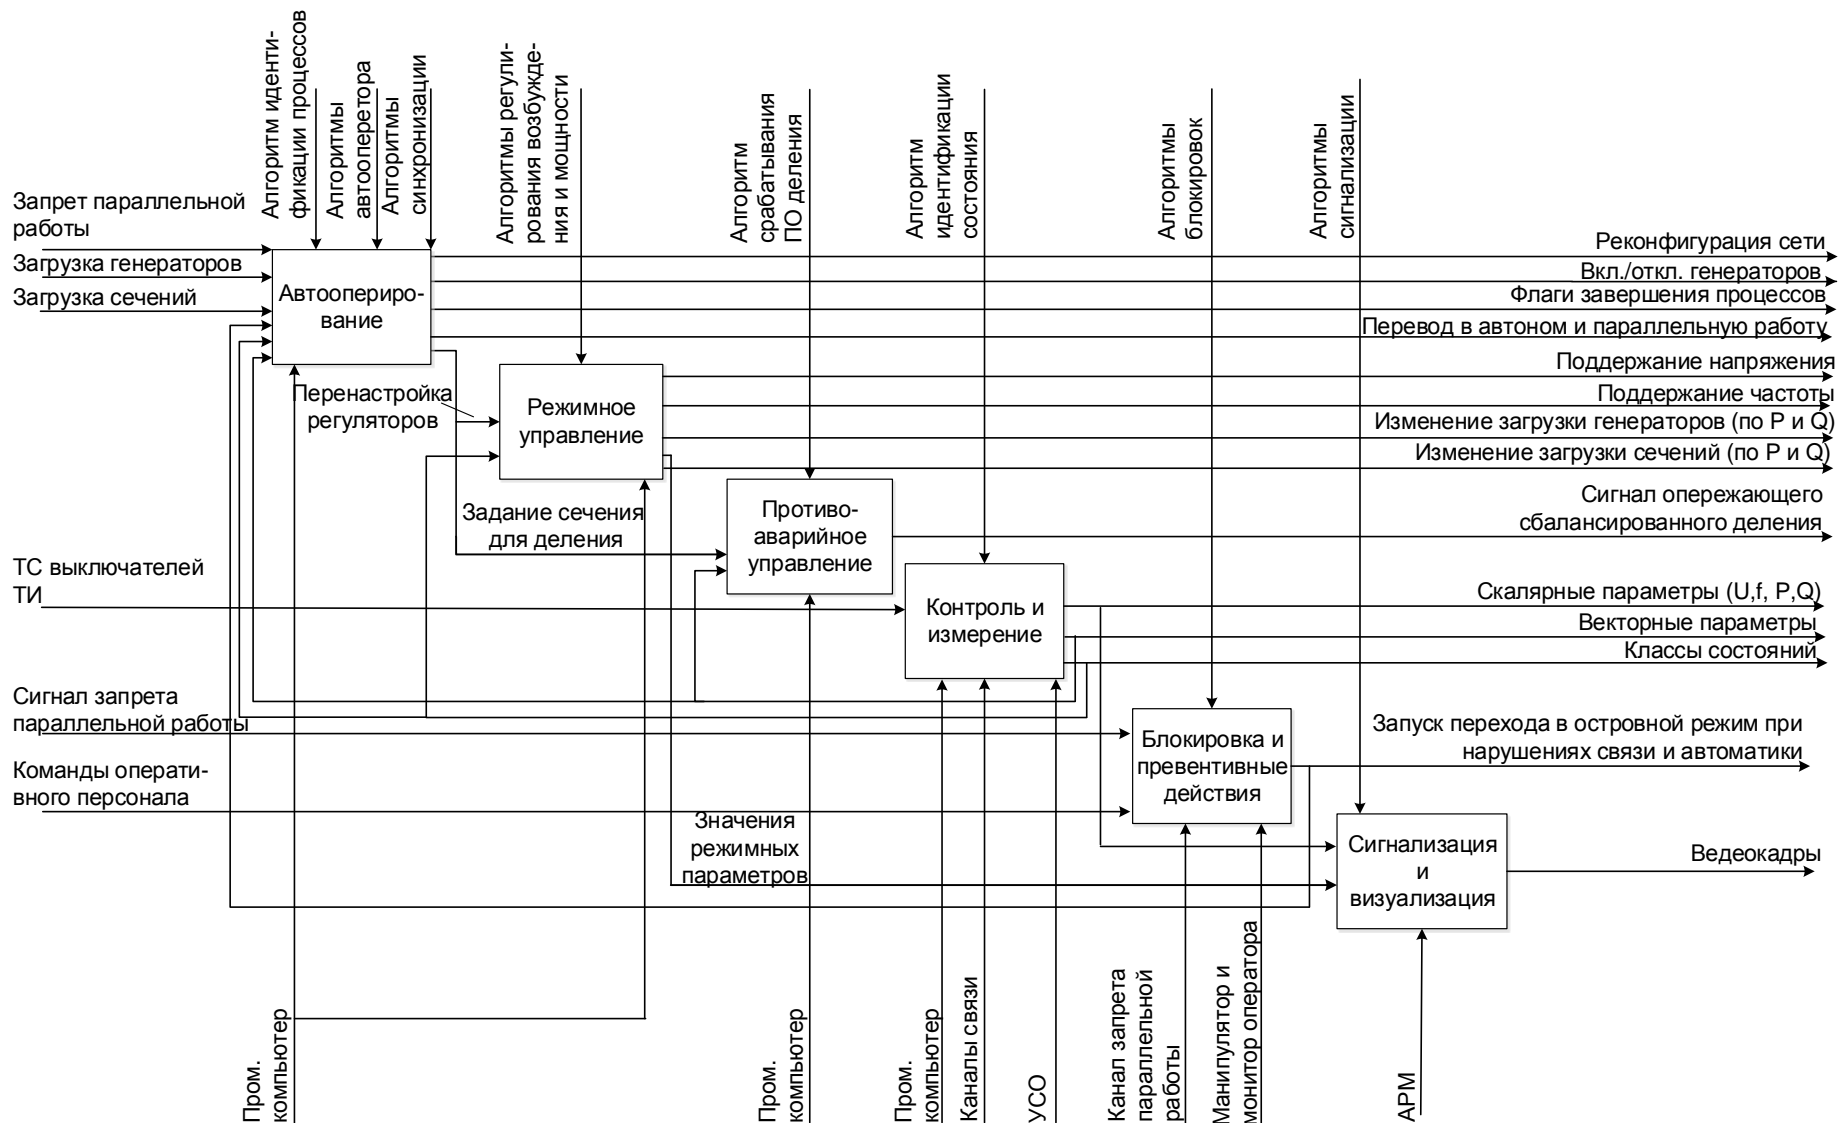 Алгоритм иденти-
фикации процессов
Алгоритмы
автооперетора
Алгоритмы
синхронизации
Алгоритмы регули-
рования возбужде-
ния и мощности
Алгоритм
срабатывания
ПО деления
Алгоритм
идентификации
состояния
Алгоритмы
блокировок
Алгоритмы
сигнализации
Запрет параллельной
работы
Загрузка генераторов
Загрузка сечений
Автоопериро-
вание
Реконфигурация сети
Вкл./откл. генераторов
Флаги завершения процессов
Перевод в автоном и параллельную работу
Поддержание напряжения
Поддержание частоты
Изменение загрузки генераторов (по P и Q)
Изменение загрузки сечений (по P и Q)
Перенастройка
регуляторов
Режимное
управление
Задание сечения
для деления
Противо-
аварийное
управление
Сигнал опережающего
сбалансированного деления
ТС выключателей
ТИ
Контроль и
измерение
Скалярные параметры (U,f, P,Q)
Векторные параметры
Классы состояний
Сигнал запрета
параллельной работы
Команды операти-
вного персонала
Блокировка и
превентивные
действия
Запуск перехода в островной режим при
нарушениях связи и автоматики
Значения
режимных
параметров
Сигнализация
и
визуализация
Ведеокадры
Пром.
компьютер
Пром.
компьютер
Пром.
компьютер
Каналы связи
УСО
Канал запрета
параллельной
работы
Манипулятор и
монитор оператора
АРМ